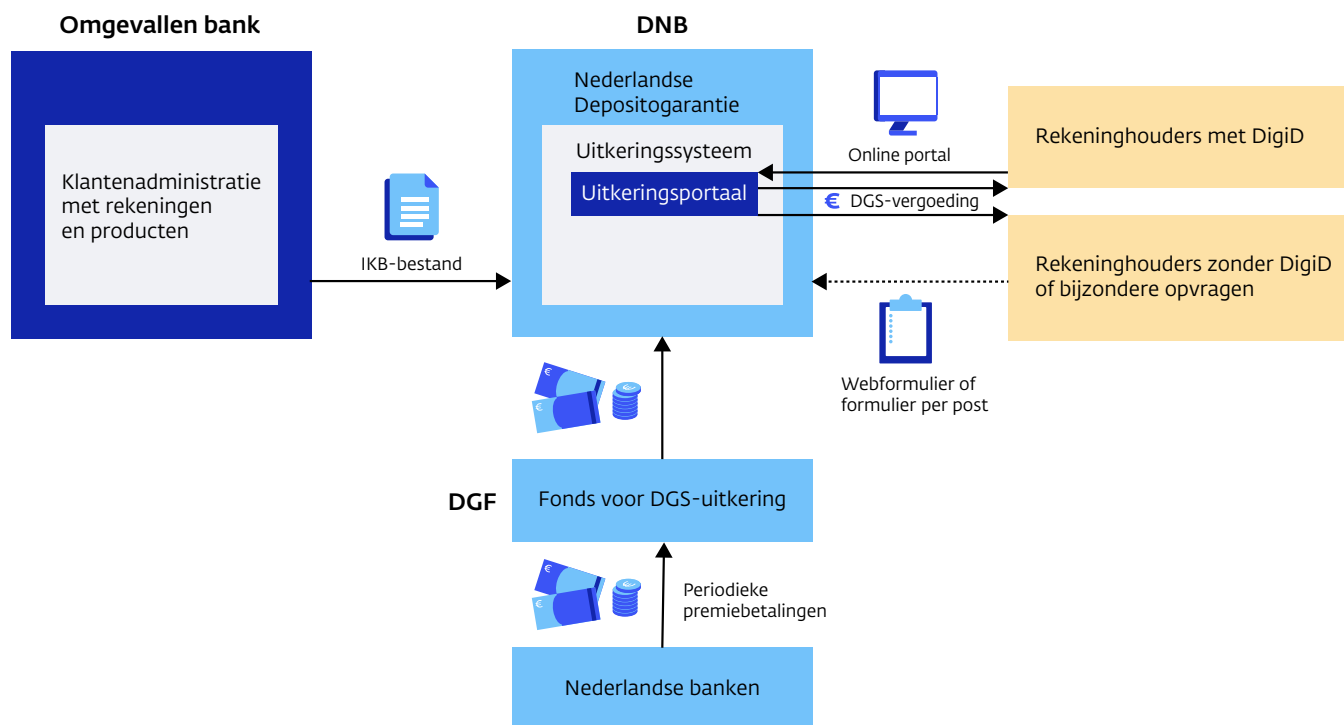 Omgevallen bank
DNB
Nederlandse
Depositogarantie
Uitkeringssysteem
Uitkeringsportaal
Klantenadministratie
met rekeningen
en producten
IKB-bestand
Online portal
€ DGS-vergoeding
Rekeninghouders met DigiD
Rekeninghouders zonder DigiD
of bijzondere opvragen
Webformulier of
formulier per post
€
€
€
DGF
Fonds voor DGS-uitkering
€
€
€
Periodieke
premiebetalingen
Nederlandse banken